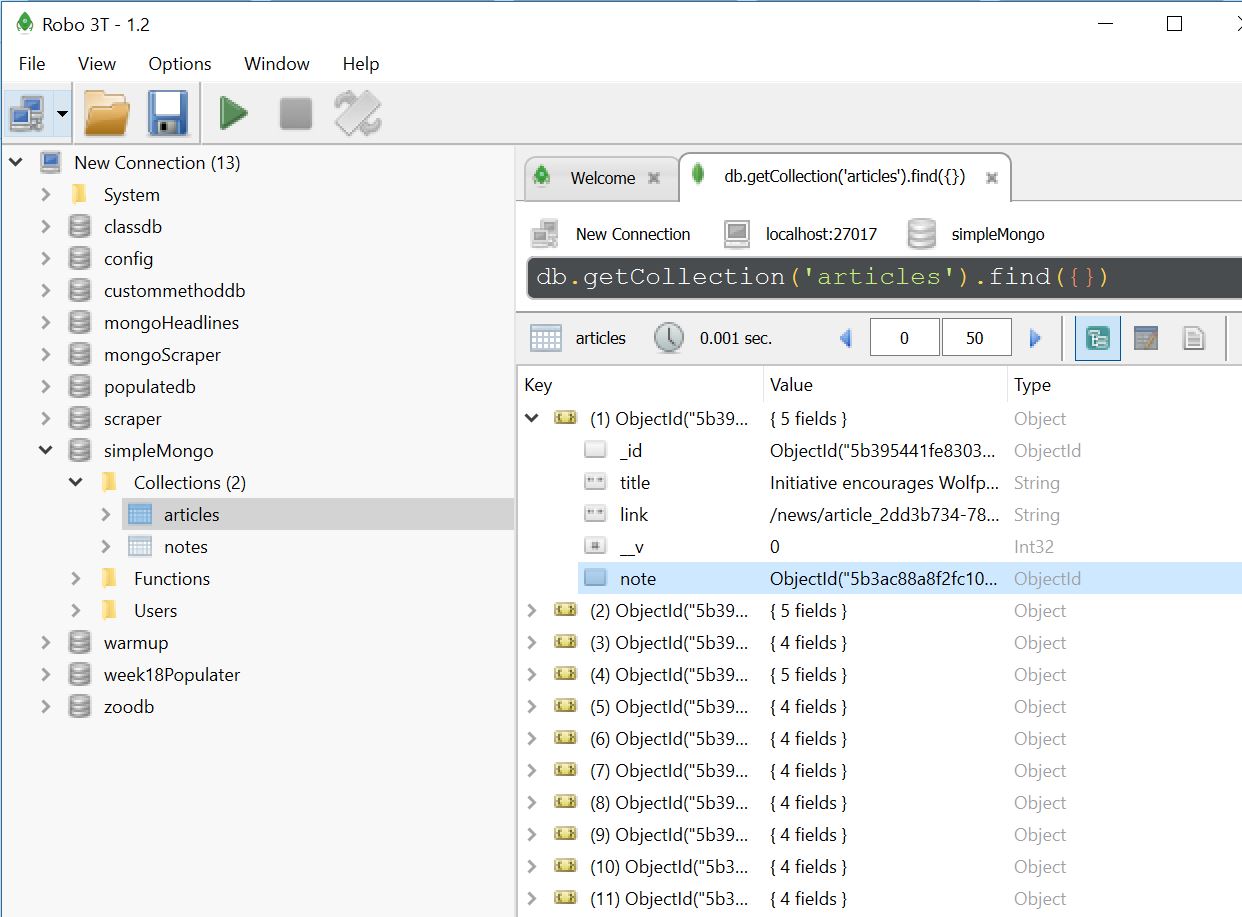 Robo 3T - 1.2
File View Options Window Help
New Connection (13)
System
classdb
config
custommethoddb
mongoHeadlines
mongoScraper
populatedb
scraper
simpleMongo
Collections (2)
articles
notes
Functions
Users
warmup
week18Populater
zoodb
Welcome db.getCollection('articles').find({})
New Connection localhost:27017 simpleMongo
db.getCollection('articles').find({})
articles 0.001 sec. 0 50
Key Value Type
(1) ObjectId("5b39... { 5 fields } Object
_id ObjectId("5b395441fe8303... ObjectId
title Initiative encourages Wolfp... String
link /news/article_2dd3b734-78... String
__v 0 Int32
note ObjectId("5b3ac88a8f2fc10... ObjectId
(2) ObjectId("5b39... { 5 fields } Object
(3) ObjectId("5b39... { 4 fields } Object
(4) ObjectId("5b39... { 5 fields } Object
(5) ObjectId("5b39... { 4 fields } Object
(6) ObjectId("5b39... { 4 fields } Object
(7) ObjectId("5b39... { 4 fields } Object
(8) ObjectId("5b39... { 4 fields } Object
(9) ObjectId("5b39... { 4 fields } Object
(10) ObjectId("5b3... { 4 fields } Object
(11) ObjectId("5b3... { 4 fields } Object